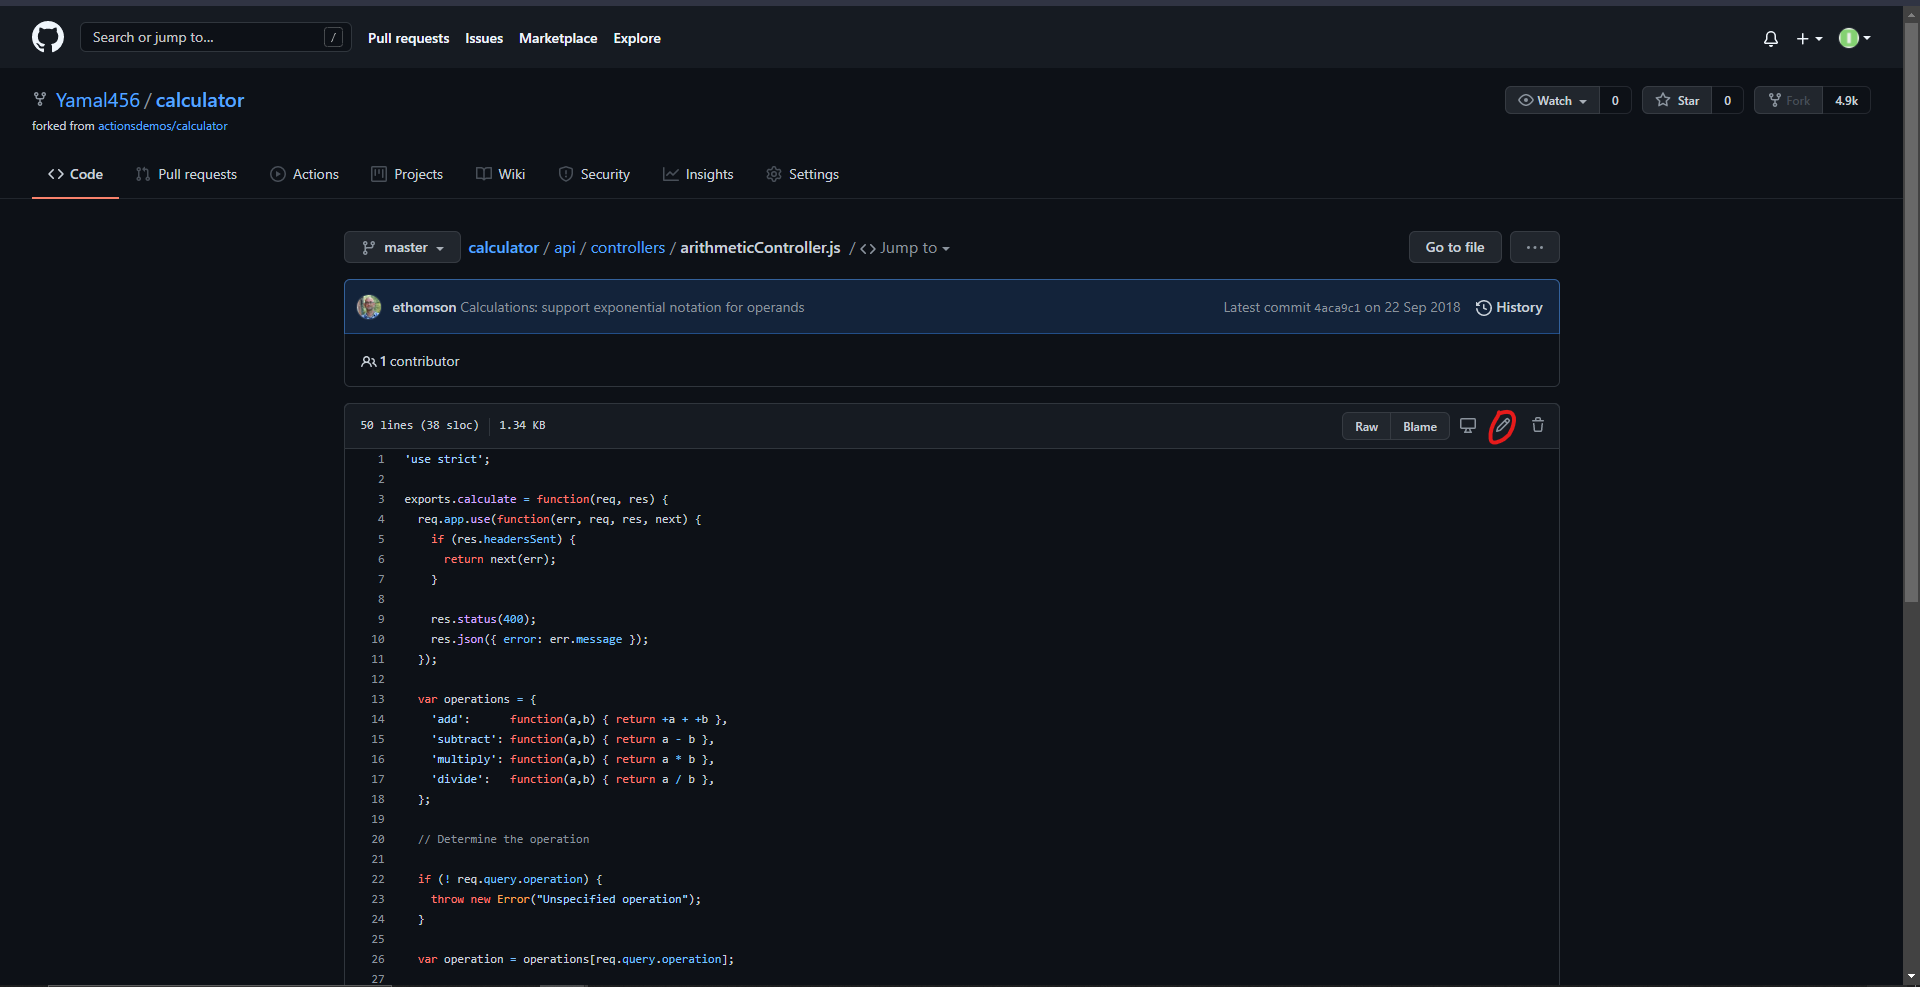 Search or jump to... /
Pull requests Issues Marketplace Explore
Yamal456 / calculator
forked from actionsdemos/calculator
Watch 0 Star 0 Fork 4.9k
Code Pull requests Actions Projects Wiki Security Insights Settings
master calculator / api / controllers / arithmeticController.js / <> Jump to
Go to file ...
ethomson Calculations: support exponential notation for operands
Latest commit 4aca9c1 on 22 Sep 2018 History
1 contributor
50 lines (38 sloc) 1.34 KB
Raw Blame
1 'use strict';
2
3 exports.calculate = function(req, res) {
4   req.app.use(function(err, req, res, next) {
5     if (res.headersSent) {
6       return next(err);
7     }
8
9     res.status(400);
10     res.json({ error: err.message });
11   });
12
13   var operations = {
14     'add':      function(a,b) { return +a + +b },
15     'subtract': function(a,b) { return a - b },
16     'multiply': function(a,b) { return a * b },
17     'divide':   function(a,b) { return a / b },
18   };
19
20   // Determine the operation
21
22   if (! req.query.operation) {
23     throw new Error("Unspecified operation");
24   }
25
26   var operation = operations[req.query.operation];
27